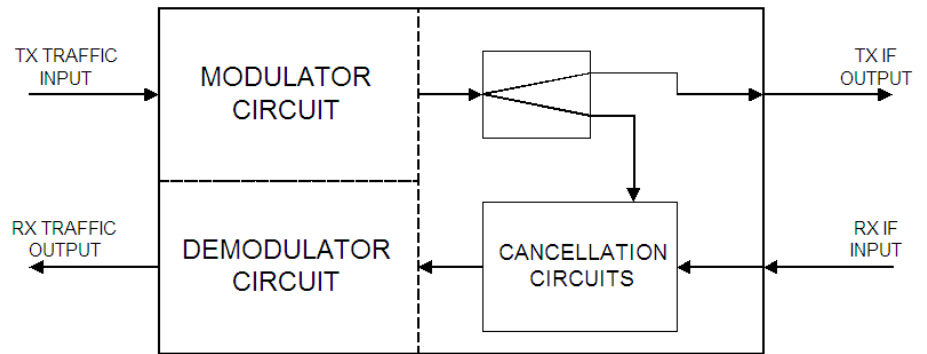 TX TRAFFIC
INPUT
MODULATOR
CIRCUIT
TX IF
OUTPUT
RX TRAFFIC
OUTPUT
DEMODULATOR
CIRCUIT
CANCELLATION
CIRCUITS
RX IF
INPUT